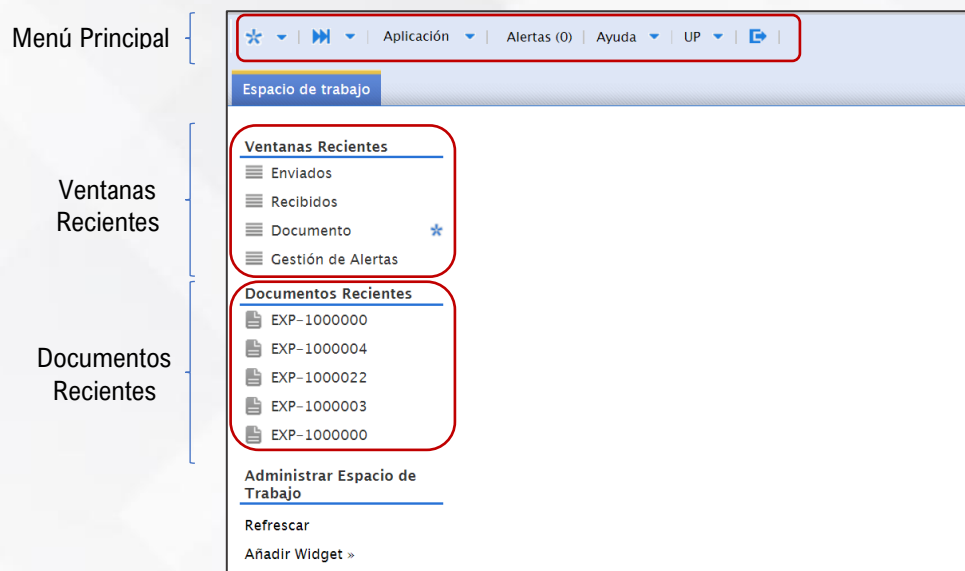 Menú Principal
Aplicación Alertas (0) Ayuda UP
Espacio de trabajo
Ventanas Recientes
Ventanas Recientes
Enviados
Recibidos
Documento
Gestión de Alertas
Documentos Recientes
Documentos Recientes
EXP-1000000
EXP-1000004
EXP-1000022
EXP-1000003
EXP-1000000
Administrar Espacio de
Trabajo
Refrescar
Añadir Widget »